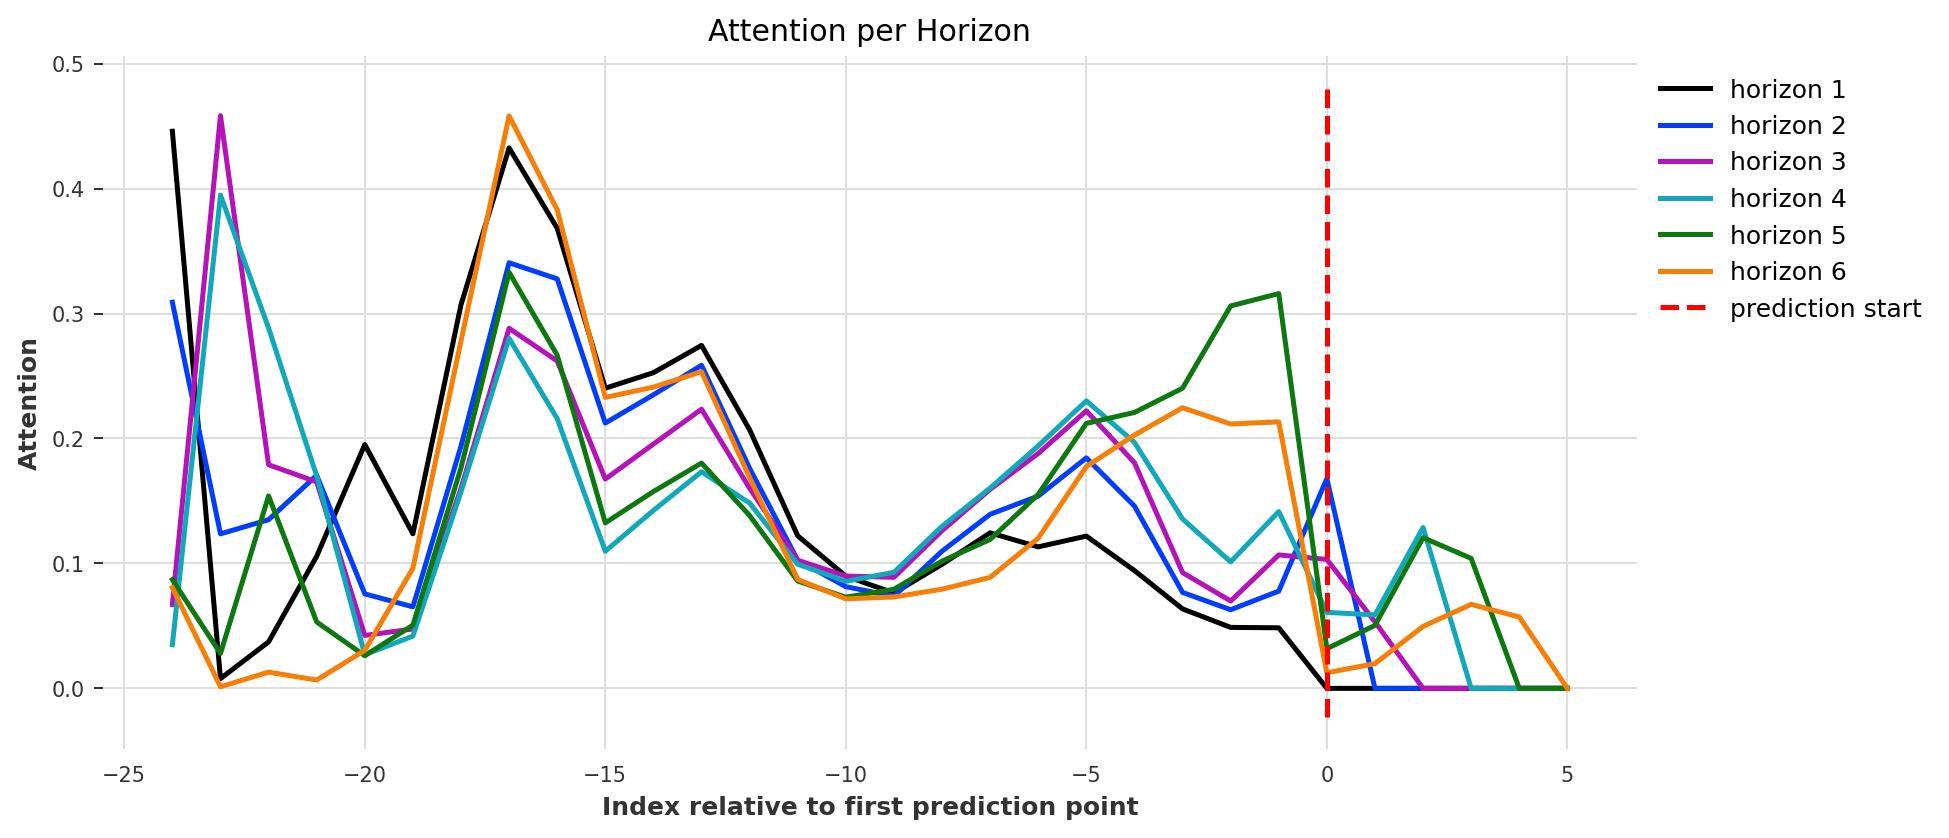 Attention per Horizon
0.5
0.4
0.3
0.2
0.1
0.0
Attention
−25
−20
−15
−10
−5
0
5
Index relative to first prediction point
horizon 1
horizon 2
horizon 3
horizon 4
horizon 5
horizon 6
prediction start